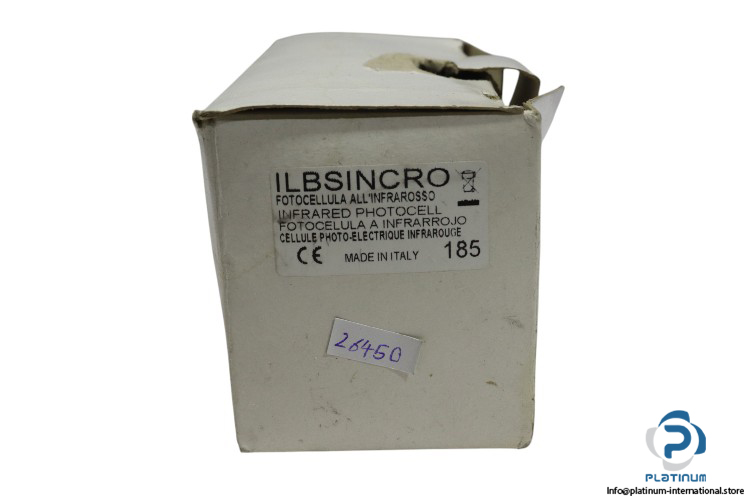 ILBSINCRO
FOTOCELLULA ALL'INFRAROSSO
INFRARED PHOTOCELL
FOTOCELULA A INFRARROJO
CELLULE PHOTO-ELECTRIQUE INFRAROUGE
CE MADE IN ITALY 185
26450
PLATINUM
Info@platinum-international.store